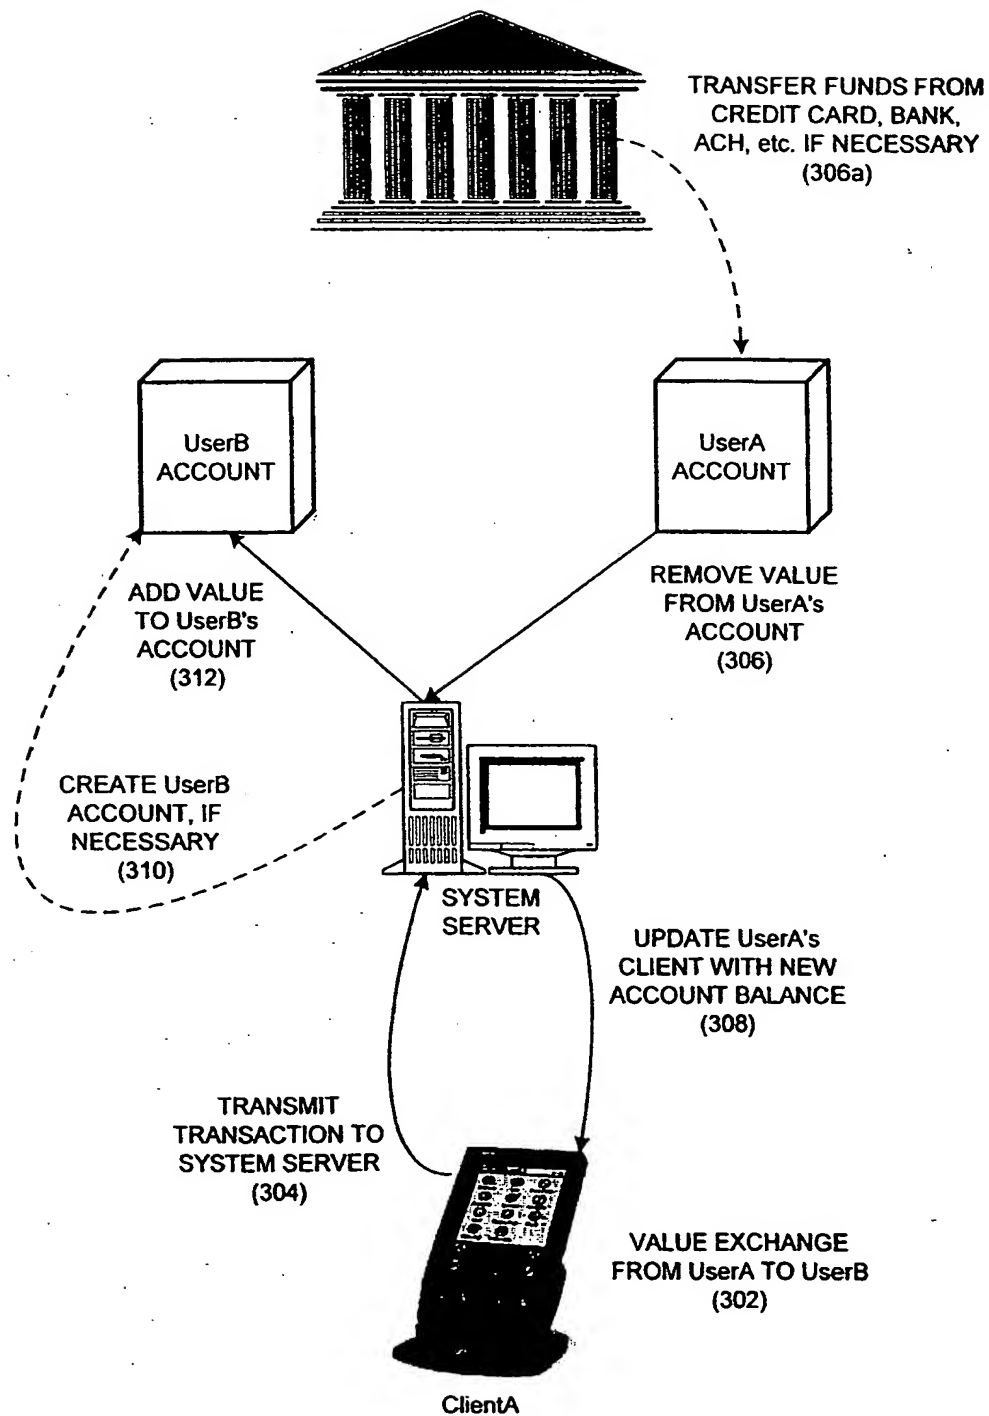 TRANSFER FUNDS FROM
CREDIT CARD, BANK,
ACH, etc. IF NECESSARY
(306a)
UserB
ACCOUNT
UserA
ACCOUNT
ADD VALUE
TO UserB's
ACCOUNT
(312)
REMOVE VALUE
FROM UserA's
ACCOUNT
(306)
CREATE UserB
ACCOUNT, IF
NECESSARY
(310)
SYSTEM
SERVER
UPDATE UserA's
CLIENT WITH NEW
ACCOUNT BALANCE
(308)
TRANSMIT
TRANSACTION TO
SYSTEM SERVER
(304)
VALUE EXCHANGE
FROM UserA TO UserB
(302)
ClientA